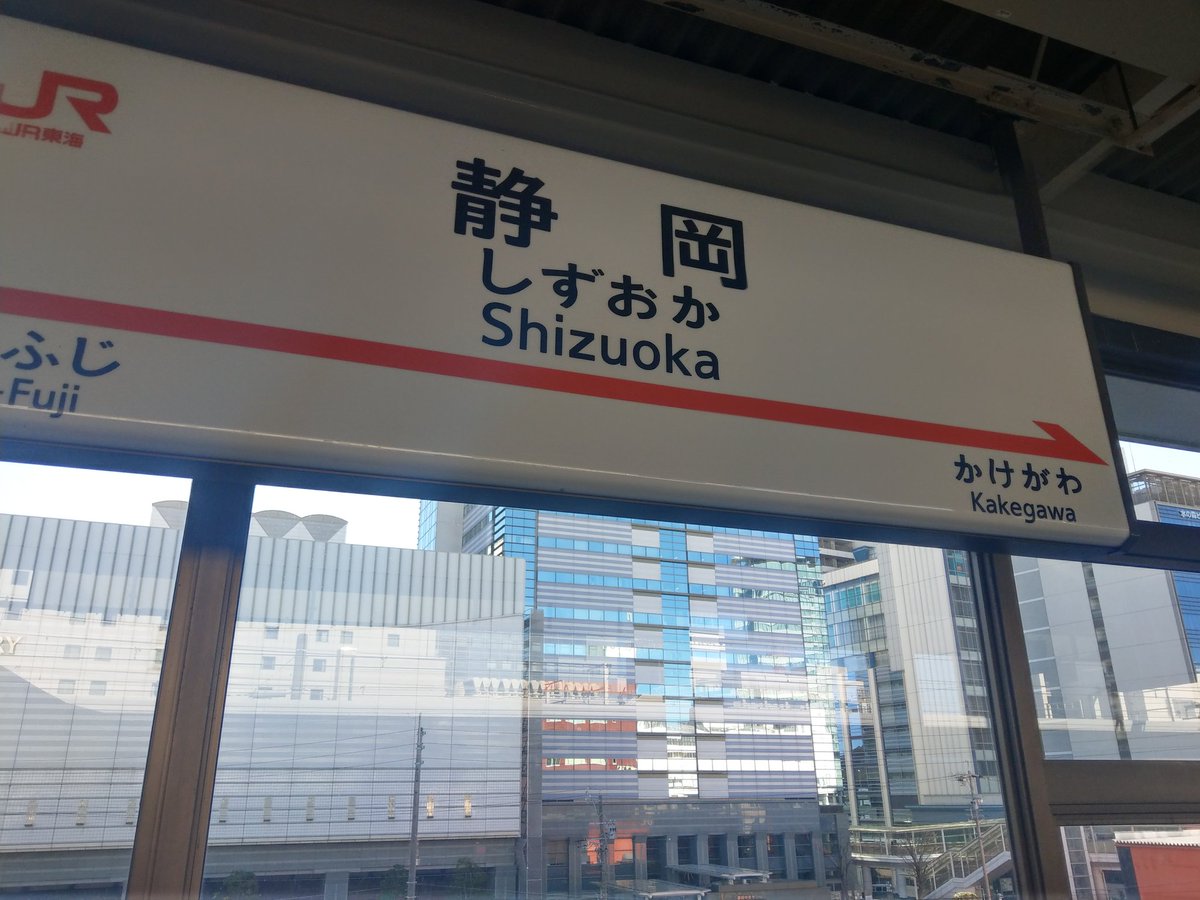 JR
JR東海
静岡
しずおか
Shizuoka
ふじ
-Fuji
かけがわ
Kakegawa
RY